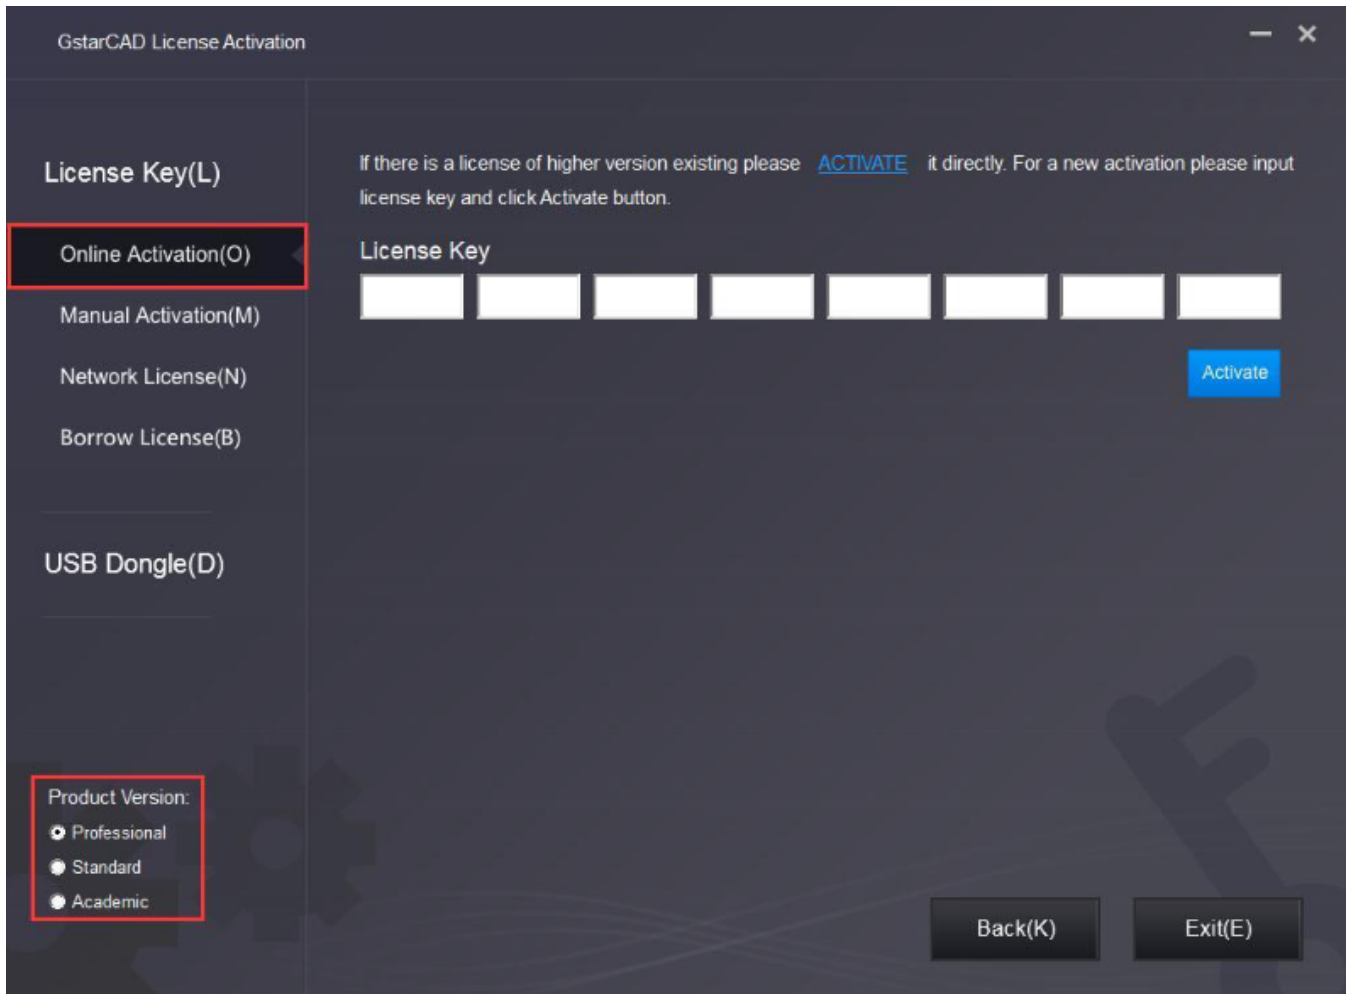 GstarCAD License Activation
License Key(L)
Online Activation(O)
Manual Activation(M)
Network License(N)
Borrow License(B)
USB Dongle(D)
Product Version:
Professional
Standard
Academic
If there is a license of higher version existing please ACTIVATE it directly. For a new activation please input
license key and click Activate button.
License Key
Activate
Back(K)
Exit(E)